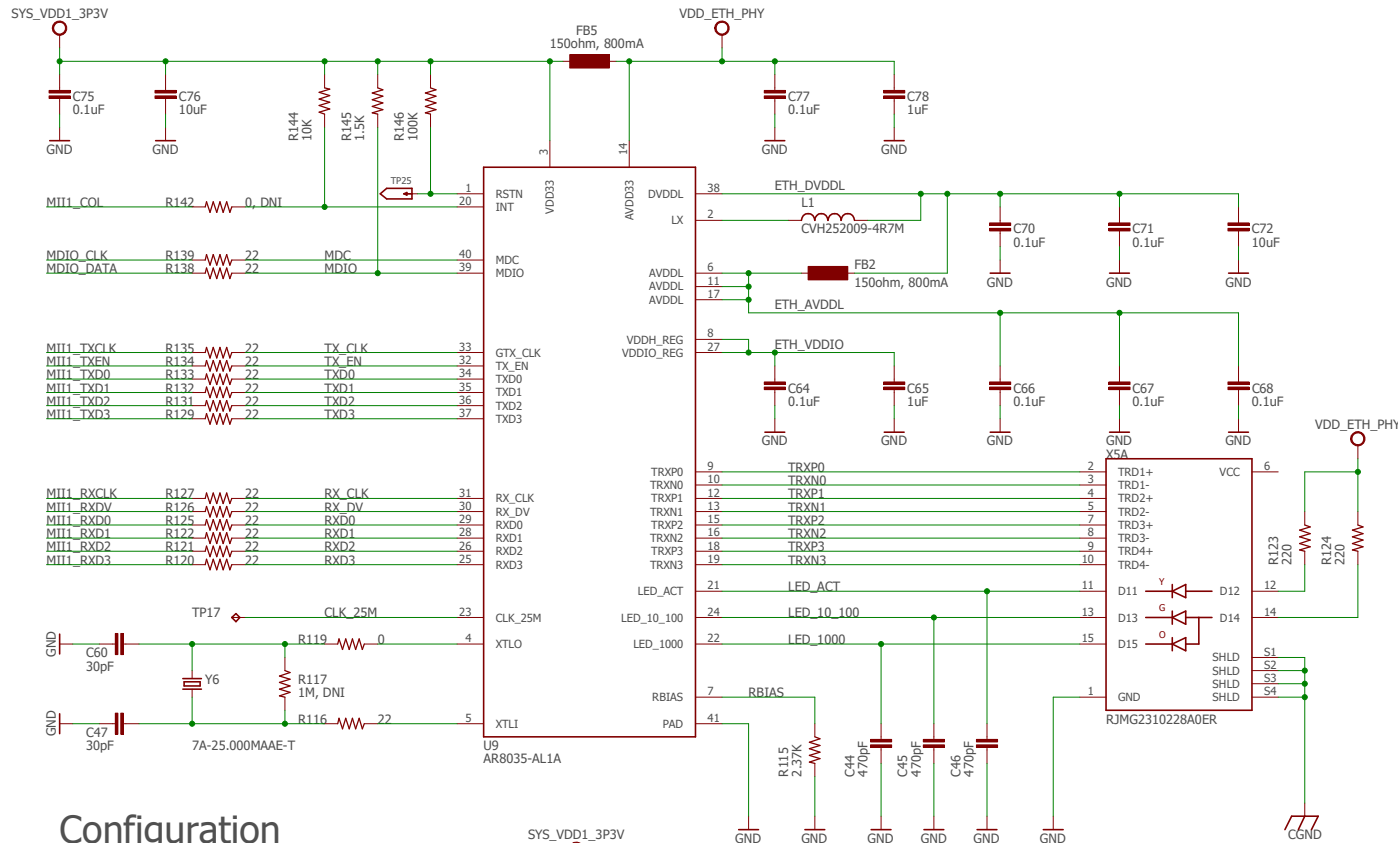 SYS_VDD1_3P3V
VDD_ETH_PHY
FB5
150ohm, 800mA
C75
0.1uF
GND
C76
10uF
GND
R144
10K
R145
1.5K
R146
100K
C77
0.1uF
GND
C78
1uF
GND
3
14
VDD33
AVDD33
TP25
1 RSTN
MII1_COL R142 0, DNI 20 INT
MDIO_CLK R139 22 MDC 40 MDC
MDIO_DATA R138 22 MDIO 39 MDIO
MII1_TXCLK R135 22 TX_CLK 33 GTX_CLK
MII1_TXEN R134 22 TX_EN 32 TX_EN
MII1_TXD0 R133 22 TXD0 34 TXD0
MII1_TXD1 R132 22 TXD1 35 TXD1
MII1_TXD2 R131 22 TXD2 36 TXD2
MII1_TXD3 R129 22 TXD3 37 TXD3
MII1_RXCLK R127 22 RX_CLK 31 RX_CLK
MII1_RXDV R126 22 RX_DV 30 RX_DV
MII1_RXD0 R125 22 RXD0 29 RXD0
MII1_RXD1 R122 22 RXD1 28 RXD1
MII1_RXD2 R121 22 RXD2 26 RXD2
MII1_RXD3 R120 22 RXD3 25 RXD3
TP17 CLK_25M 23 CLK_25M
GND C60 30pF R119 0 4 XTLO
Y6
R117
1M, DNI
GND C47 30pF R116 22 5 XTLI
7A-25.000MAAE-T
U9
AR8035-AL1A
DVDDL 38 ETH_DVDDL
LX 2 L1
CVH252009-4R7M
C70
0.1uF
GND
C71
0.1uF
GND
C72
10uF
GND
AVDDL 6 FB2
150ohm, 800mA
AVDDL 11
AVDDL 17 ETH_AVDDL
VDDH_REG 8
VDDIO_REG 27 ETH_VDDIO
C64
0.1uF
GND
C65
1uF
GND
C66
0.1uF
GND
C67
0.1uF
GND
C68
0.1uF
GND
VDD_ETH_PHY
X5A
TRXP0 9 TRXP0 2 TRD1+ VCC 6
TRXN0 10 TRXN0 3 TRD1-
TRXP1 12 TRXP1 4 TRD2+
TRXN1 13 TRXN1 5 TRD2-
TRXP2 15 TRXP2 7 TRD3+
TRXN2 16 TRXN2 8 TRD3-
TRXP3 18 TRXP3 9 TRD4+
TRXN3 19 TRXN3 10 TRD4-
R123
220
R124
220
LED_ACT 21 LED_ACT 11 D11 Y D12 12
LED_10_100 24 LED_10_100 13 D13 G D14 14
LED_1000 22 LED_1000 15 D15 O
SHLD S1
SHLD S2
SHLD S3
SHLD S4
RBIAS 7 RBIAS 1 GND
PAD 41
RJMG2310228A0ER
R115
2.37K
C44
470pF
C45
470pF
C46
470pF
GND
GND
GND
GND
GND
GND
CGND
Configuration
SYS_VDD1_3P3V